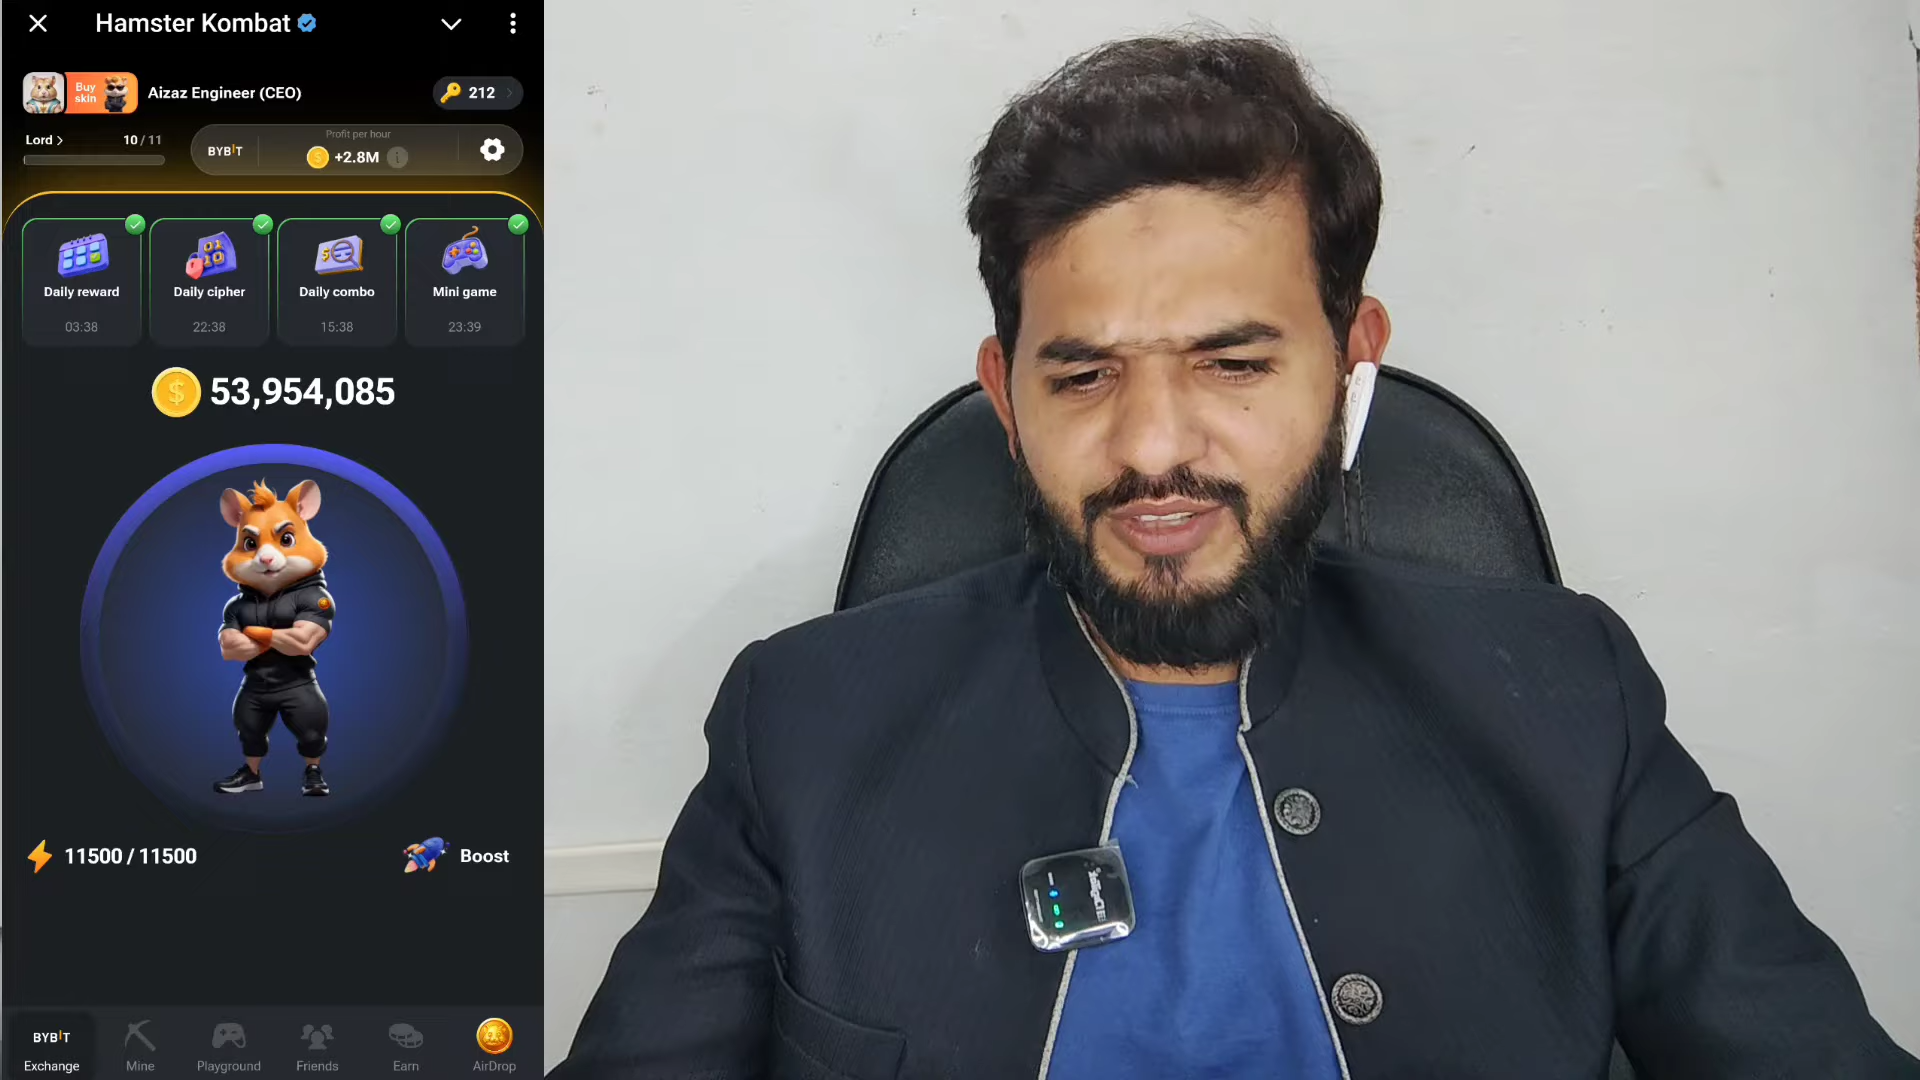 Hamster Kombat
Buy
skin
Aizaz Engineer (CEO)
212
Lord >
10 / 11
BYBIT
Profit per hour
+2.8M
Daily reward
03:38
Daily cipher
22:38
Daily combo
15:38
Mini game
23:39
53,954,085
11500 / 11500
Boost
BYBIT
Exchange
Mine
Playground
Friends
Earn
AirDrop